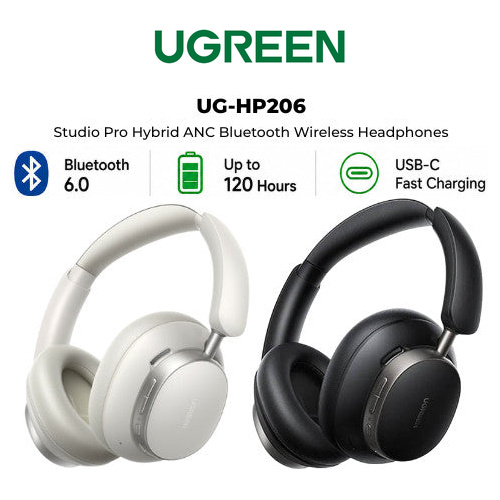 UGREEN
UG-HP206
Studio Pro Hybrid ANC Bluetooth Wireless Headphones
Bluetooth
6.0
Up to
120 Hours
USB-C
Fast Charging
UGREEN
UGREEN